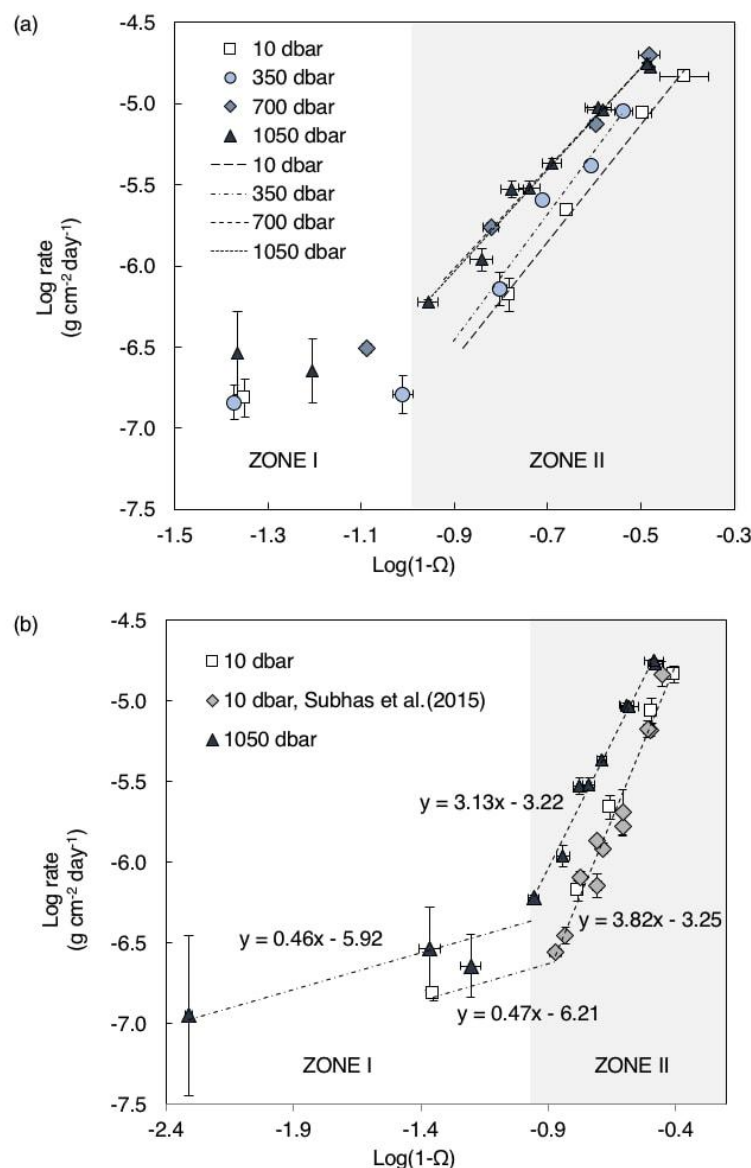 (a)
-4.5
-5.0
-5.5
-6.0
-6.5
-7.0
-7.5
Log rate
(g cm⁻² day⁻¹)
10 dbar
350 dbar
700 dbar
1050 dbar
10 dbar
350 dbar
700 dbar
1050 dbar
ZONE I
ZONE II
-1.5
-1.3
-1.1
-0.9
-0.7
-0.5
-0.3
Log(1-Ω)
(b)
-4.5
-5.0
-5.5
-6.0
-6.5
-7.0
-7.5
Log rate
(g cm⁻² day⁻¹)
10 dbar
10 dbar, Subhas et al.(2015)
1050 dbar
y = 3.13x - 3.22
y = 3.82x - 3.25
y = 0.46x - 5.92
y = 0.47x - 6.21
ZONE I
ZONE II
-2.4
-1.9
-1.4
-0.9
-0.4
Log(1-Ω)